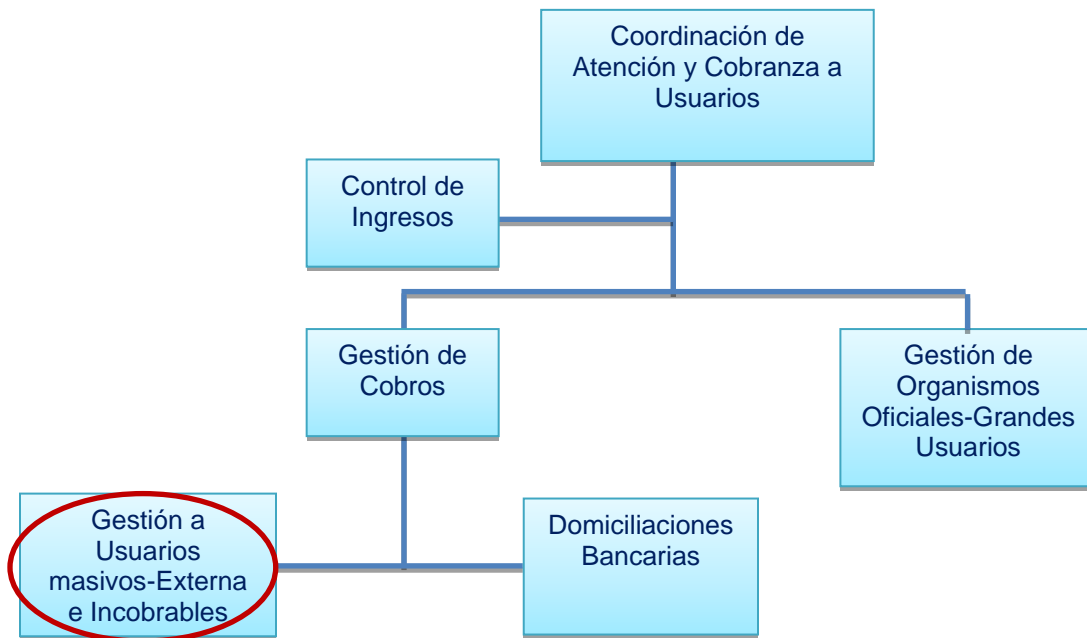 Coordinación de
Atención y Cobranza a
Usuarios
Control de
Ingresos
Gestión de
Cobros
Gestión de
Organismos
Oficiales-Grandes
Usuarios
Gestión a
Usuarios
masivos-Externa
e Incobrables
Domiciliaciones
Bancarias